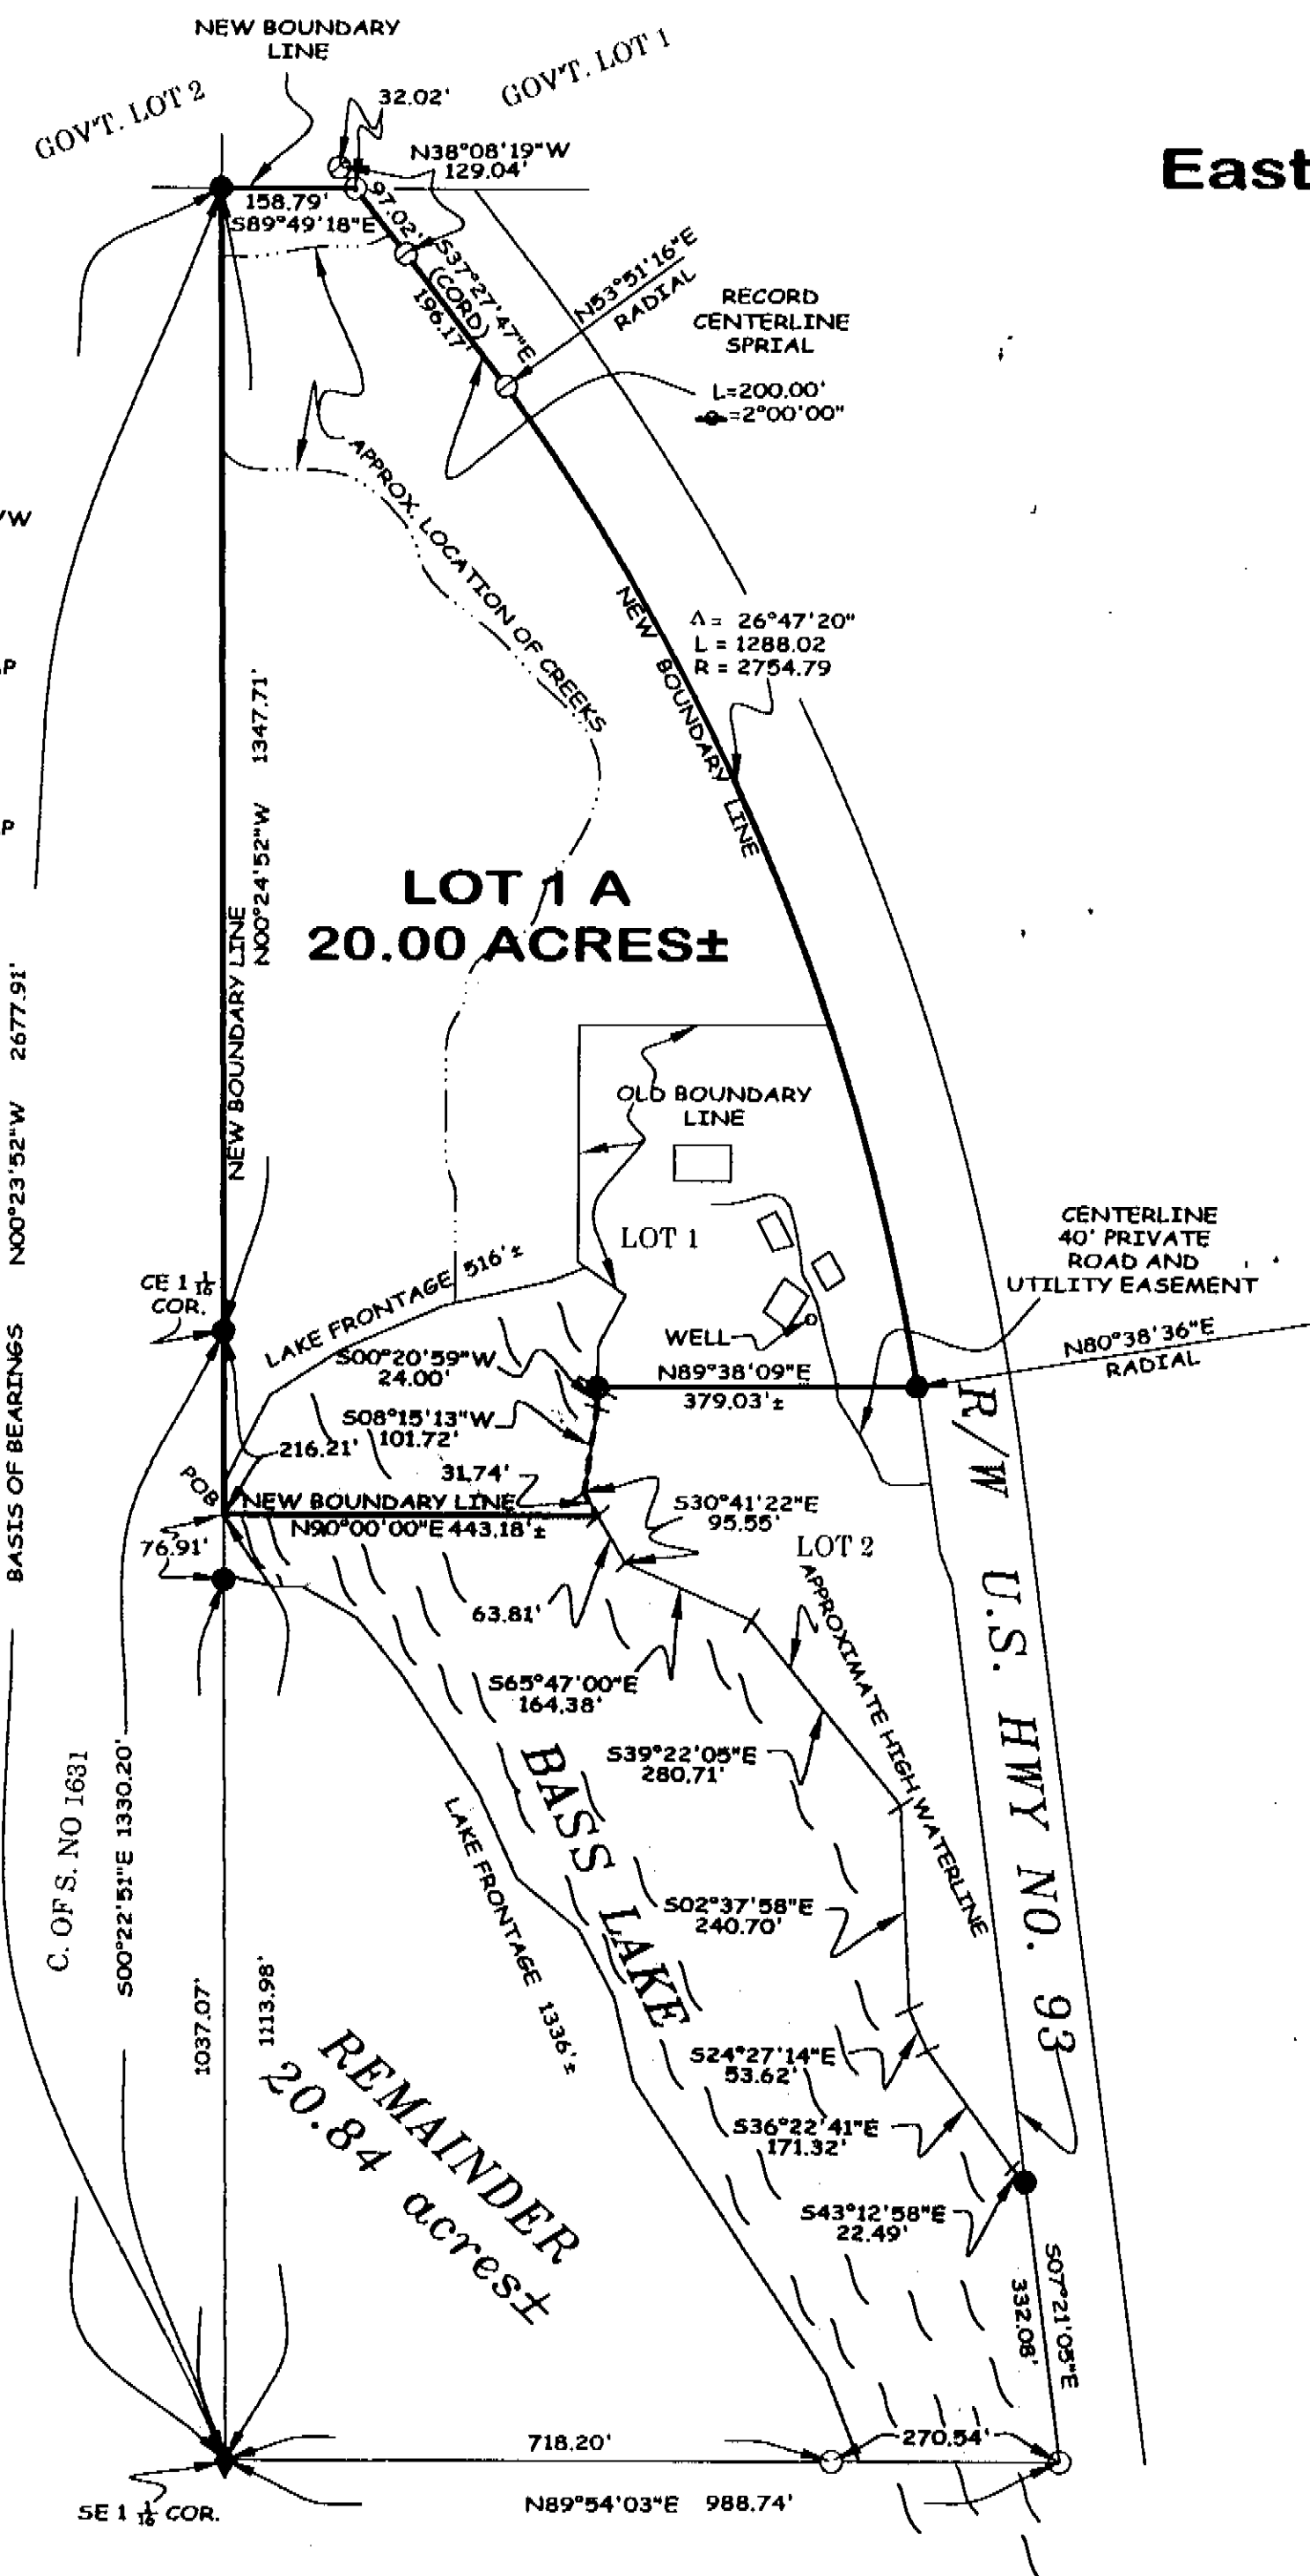 NEW BOUNDARY
LINE
GOV'T. LOT 2
GOV'T. LOT 1
32.02'
N38°08'19"W
129.04'
East
158.79'
S89°49'18"E
97.02'
S37°27'47"E
(CORD)
196.17'
N53°51'16"E
RADIAL
RECORD
CENTERLINE
SPRIAL
L=200.00'
=2°00'00"
/W
APPROX. LOCATION OF CREEKS
NEW BOUNDARY LINE
Δ = 26°47'20"
L = 1288.02
R = 2754.79
P
P
N00°24'52"W 1347.71'
NEW BOUNDARY LINE
LOT 1 A
20.00 ACRES±
BASIS OF BEARINGS N00°23'52"W 2677.91'
OLD BOUNDARY
LINE
LOT 1
CENTERLINE
40' PRIVATE
ROAD AND
UTILITY EASEMENT
CE 1 1/16
COR.
LAKE FRONTAGE 516'±
WELL
N80°38'36"E
RADIAL
S00°20'59"W
24.00'
N89°38'09"E
379.03'±
S08°15'13"W
101.72'
216.21'
31.74'
POB
NEW BOUNDARY LINE
N90°00'00"E 443.18'±
S30°41'22"E
95.55'
76.91'
LOT 2
63.81'
APPROXIMATE HIGH WATERLINE
S65°47'00"E
164.38'
R/W U.S. HWY NO. 93
S39°22'05"E
280.71'
BASS LAKE
LAKE FRONTAGE 1336'±
C. OF S. NO 1631
S00°22'51"E 1330.20'
S02°37'58"E
240.70'
1037.07'
1113.98'
REMAINDER
20.84 acres±
S24°27'14"E
53.62'
S36°22'41"E
171.32'
S43°12'58"E
22.49'
S07°21'05"E
332.08'
718.20'
270.54'
N89°54'03"E 988.74'
SE 1 1/16 COR.